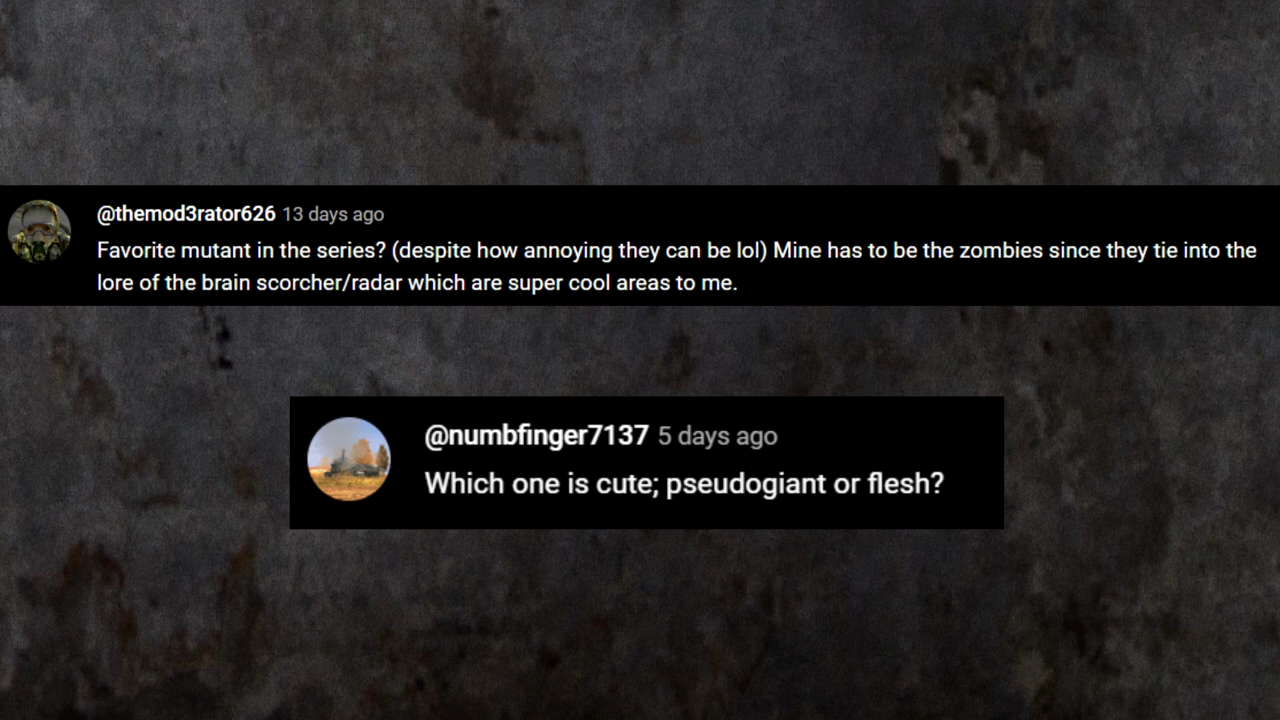 @themod3rator626 13 days ago
Favorite mutant in the series? (despite how annoying they can be lol) Mine has to be the zombies since they tie into the
lore of the brain scorcher/radar which are super cool areas to me.
@numbfinger7137 5 days ago
Which one is cute; pseudogiant or flesh?